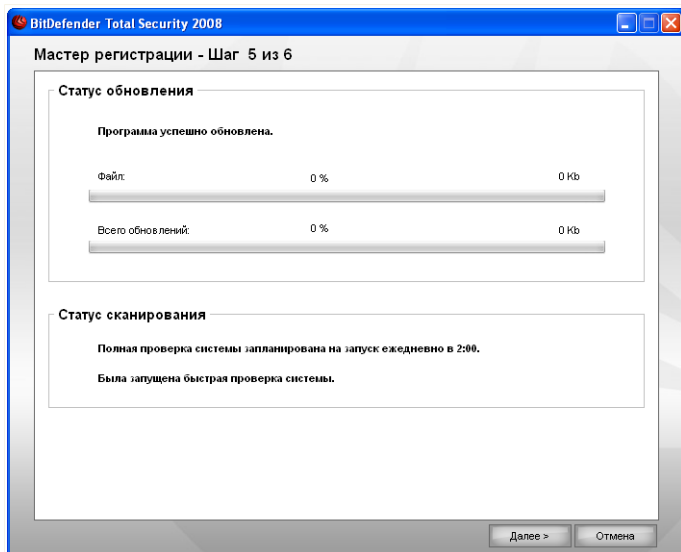 BitDefender Total Security 2008
Мастер регистрации - Шаг 5 из 6
Статус обновления
Программа успешно обновлена.
Файл: 0 % 0 Kb
Всего обновлений: 0 % 0 Kb
Статус сканирования
Полная проверка системы запланирована на запуск ежедневно в 2:00.
Была запущена быстрая проверка системы.
Далее > Отмена